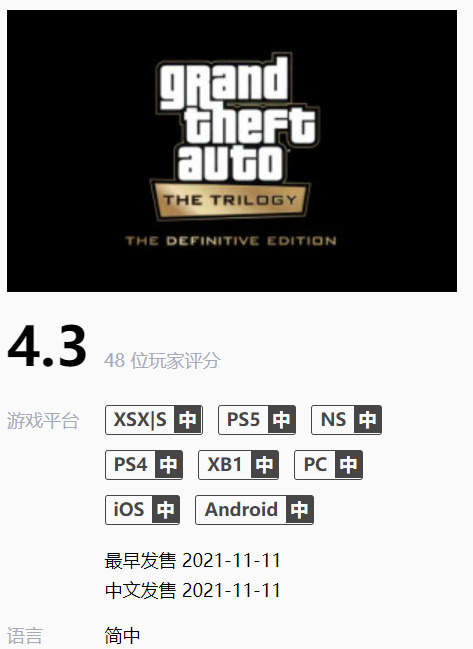 grand
theft
auto
THE TRILOGY
THE DEFINITIVE EDITION
4.3 48 位玩家评分
游戏平台 XSX|S 中 PS5 中 NS 中
PS4 中 XB1 中 PC 中
iOS 中 Android 中
最早发售 2021-11-11
中文发售 2021-11-11
语言 简中